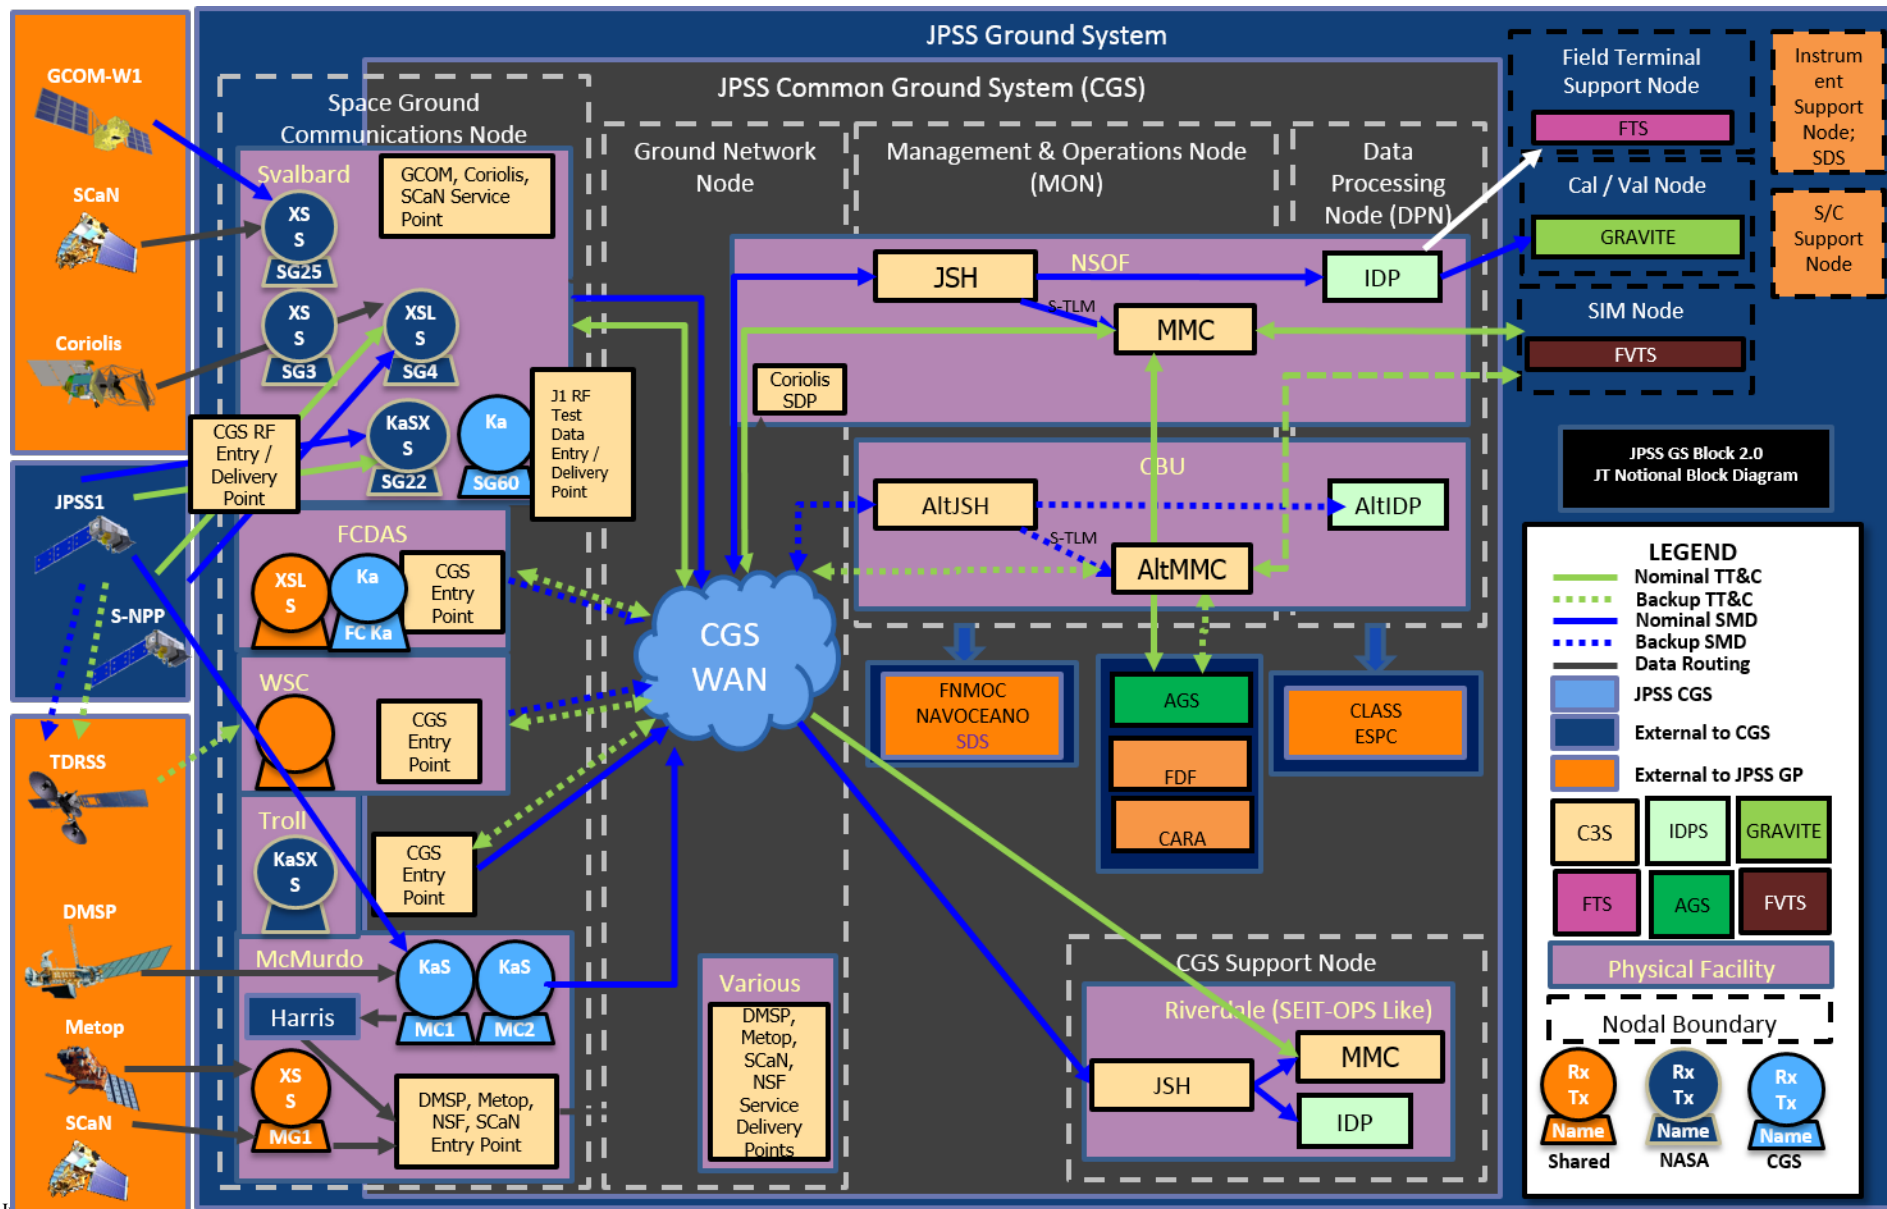 JPSS Ground System
JPSS Common Ground System (CGS)
GCOM-W1
SCaN
Coriolis
JPSS1
S-NPP
TDRSS
DMSP
Metop
SCaN
Space Ground
Communications Node
Svalbard
GCOM, Coriolis,
SCaN Service
Point
XS
S
SG25
XS
S
SG3
XSL
S
SG4
CGS RF
Entry /
Delivery
Point
KaSX
S
SG22
Ka
SG60
J1 RF
Test
Data
Entry /
Delivery
Point
FCDAS
XSL
S
Ka
FC Ka
CGS
Entry
Point
WSC
CGS
Entry
Point
Troll
KaSX
S
CGS
Entry
Point
McMurdo
KaS
MC1
KaS
MC2
Harris
XS
S
MG1
DMSP, Metop,
NSF, SCaN
Entry Point
Ground Network
Node
CGS
WAN
Various
DMSP,
Metop,
SCaN,
NSF
Service
Delivery
Points
Management & Operations Node
(MON)
Data
Processing
Node (DPN)
NSOF
JSH
S-TLM
MMC
IDP
Coriolis
SDP
CBU
AltJSH
S-TLM
AltMMC
AltIDP
FNMOC
NAVOCEANO
SDS
AGS
FDF
CARA
CLASS
ESPC
CGS Support Node
Riverdale (SEIT-OPS Like)
JSH
MMC
IDP
Field Terminal
Support Node
FTS
Cal / Val Node
GRAVITE
SIM Node
FVTS
Instrum
ent
Support
Node;
SDS
S/C
Support
Node
JPSS GS Block 2.0
JT Notional Block Diagram
LEGEND
Nominal TT&C
Backup TT&C
Nominal SMD
Backup SMD
Data Routing
JPSS CGS
External to CGS
External to JPSS GP
C3S
IDPS
GRAVITE
FTS
AGS
FVTS
Physical Facility
Nodal Boundary
Rx
Tx
Name
Shared
Rx
Tx
Name
NASA
Rx
Tx
Name
CGS